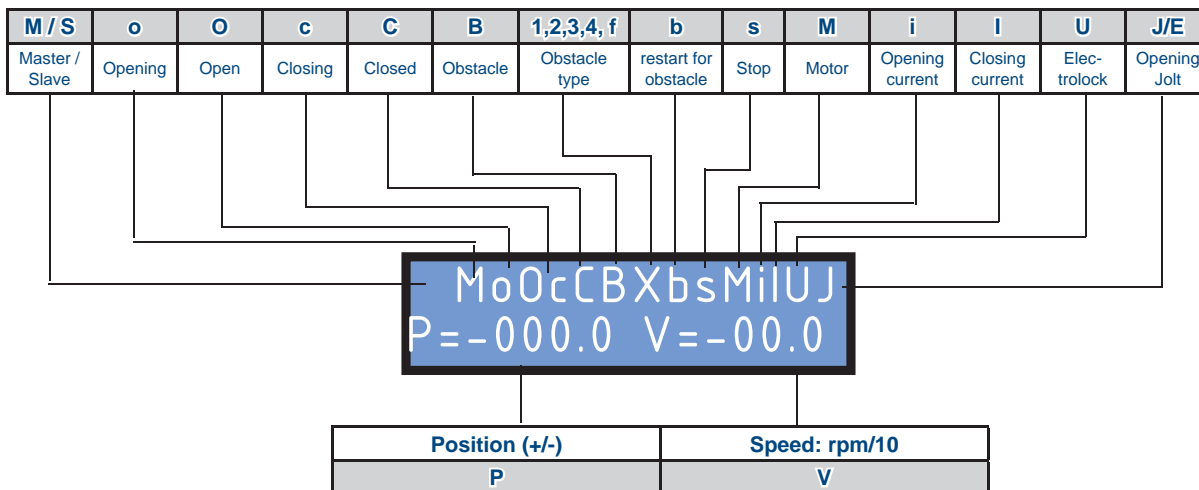 M / S o O c C B 1,2,3,4, f b s M i I U J/E
Master / Slave Opening Open Closing Closed Obstacle Obstacle type restart for obstacle Stop Motor Opening current Closing current Elec-trolock Opening Jolt
MoOcCBXbsMiIUJ
P=-000.0 V=-00.0
Position (+/-) Speed: rpm/10
P V